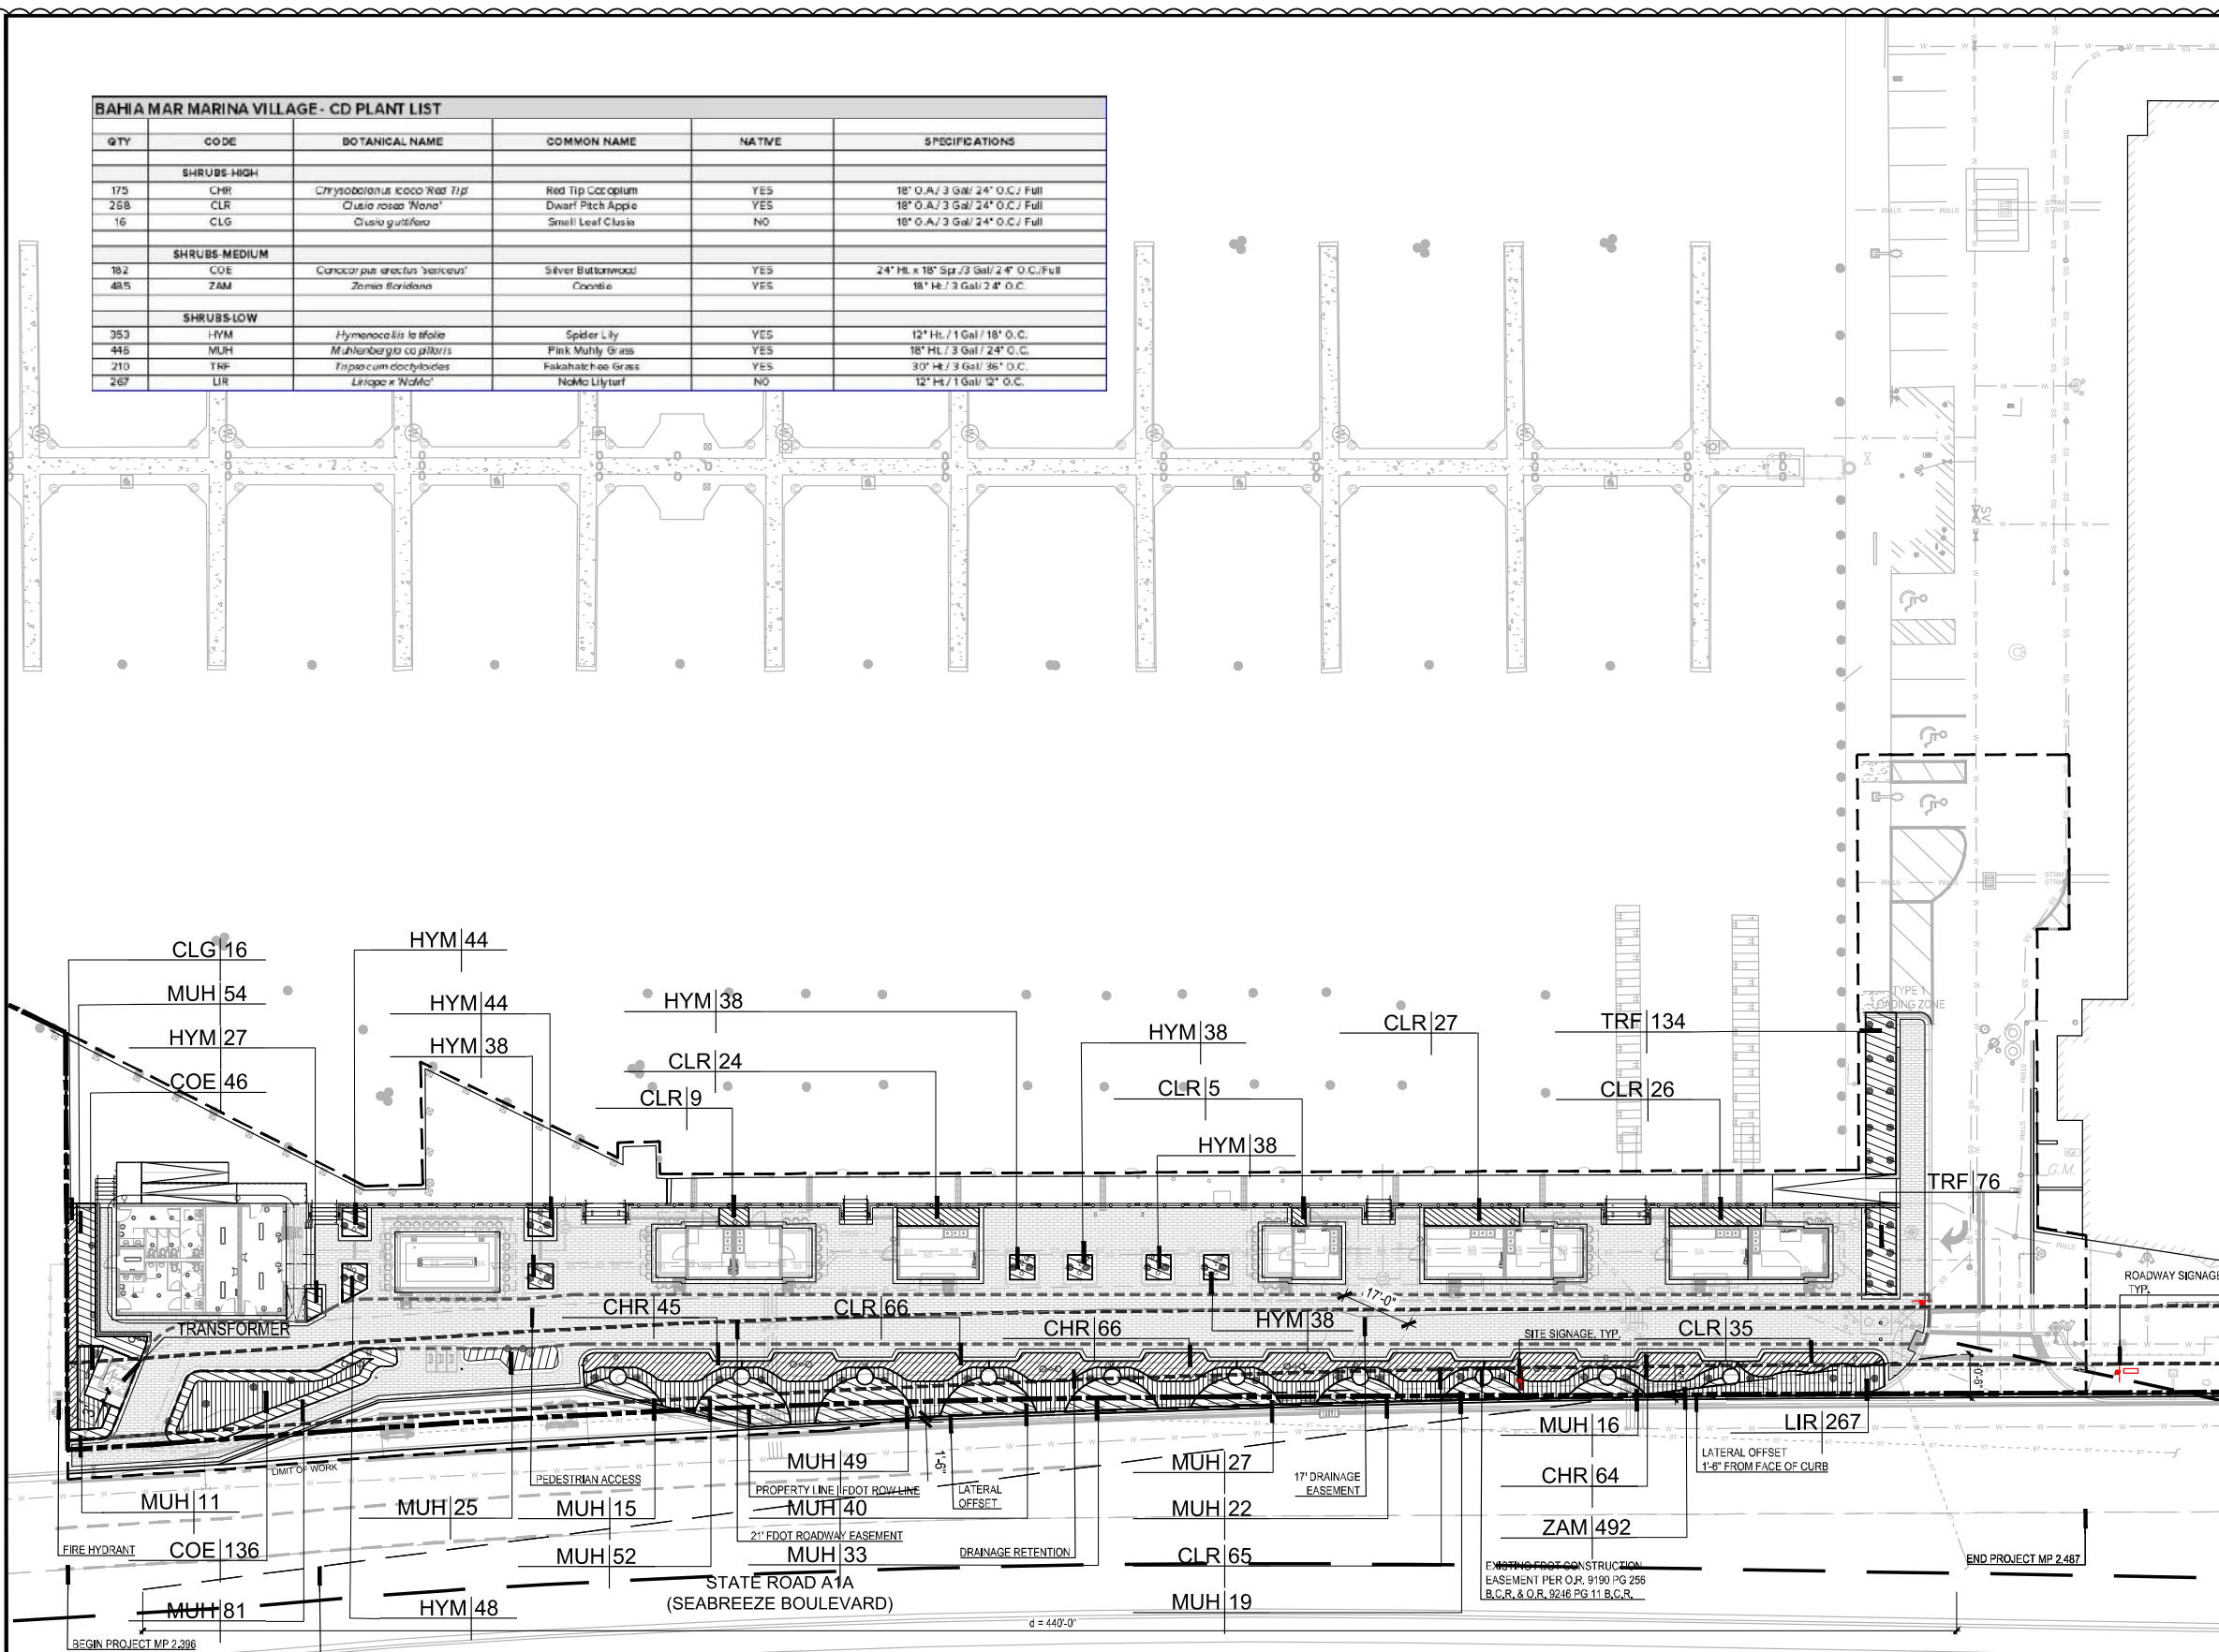 BAHIA MAR MARINA VILLAGE - CD PLANT LIST
QTY CODE BOTANICAL NAME COMMON NAME NATIVE SPECIFICATIONS
SHRUBS-HIGH
175 CHR Chrysobalanus icaco 'Red Tip' Red Tip Cocoplum YES 18" O.A./ 3 Gal/ 24" O.C./ Full
268 CLR Clusia rosea 'Nana' Dwarf Pitch Apple YES 18" O.A./ 3 Gal/ 24" O.C./ Full
16 CLG Clusia guttifera Small Leaf Clusia NO 18" O.A./ 3 Gal/ 24" O.C./ Full
SHRUBS-MEDIUM
182 COE Conocarpus erectus 'sericeus' Silver Buttonwood YES 24" Ht. x 18" Spr./3 Gal/ 24" O.C./Full
485 ZAM Zamia floridana Coontie YES 18" Ht./ 3 Gal/ 24" O.C.
SHRUBS-LOW
353 HYM Hymenocallis latifolia Spider Lily YES 12" Ht. / 1 Gal / 18" O.C.
446 MUH Muhlenbergia capillaris Pink Muhly Grass YES 18" Ht. / 3 Gal / 24" O.C.
210 TRF Tripsacum dactyloides Fakahatchee Grass YES 30" Ht./ 3 Gal/ 36" O.C.
267 LIR Liriope x 'NoMo' NoMo Lilyturf NO 12" Ht./ 1 Gal/ 12" O.C.
CLG 16
HYM 44
MUH 54
HYM 44
HYM 38
HYM 27
HYM 38
HYM 38
CLR 27
TRF 134
COE 46
CLR 24
CLR 9
CLR 5
CLR 26
HYM 38
TYPE 1
LOADING ZONE
SV
G.M.
TRF 76
ROADWAY SIGNAGE
TYP.
TRANSFORMER
CHR 45
CLR 66
CHR 66
HYM 38
17'-0"
SITE SIGNAGE, TYP.
CLR 35
LIMIT OF WORK
PEDESTRIAN ACCESS
MUH 49
1'-6"
MUH 27
MUH 16
LIR 267
PROPERTY LINE FDOT ROW LINE
LATERAL
OFFSET
17' DRAINAGE
EASEMENT
CHR 64
LATERAL OFFSET
1'-6" FROM FACE OF CURB
MUH 11
MUH 25
MUH 15
MUH 40
MUH 22
ZAM 492
21' FDOT ROADWAY EASEMENT
FIRE HYDRANT
COE 136
MUH 52
MUH 33
DRAINAGE RETENTION
CLR 65
EXISTING FDOT CONSTRUCTION
EASEMENT PER O.R. 9190 PG 256
B.C.R. & O.R. 9246 PG 11 B.C.R.
END PROJECT MP 2.487
STATE ROAD A1A
(SEABREEZE BOULEVARD)
MUH 81
HYM 48
MUH 19
d = 440'-0"
BEGIN PROJECT MP 2.396